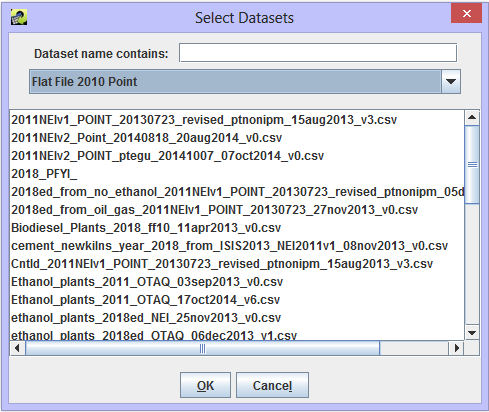 Select Datasets
Dataset name contains:
Flat File 2010 Point
2011NEIv1_POINT_20130723_revised_ptnonipm_15aug2013_v3.csv
2011NEIv2_Point_20140818_20aug2014_v0.csv
2011NEIv2_POINT_ptegu_20141007_07oct2014_v0.csv
2018_PFYI_
2018ed_from_no_ethanol_2011NEIv1_POINT_20130723_revised_ptnonipm_05d
2018ed_from_oil_gas_2011NEIv1_POINT_20130723_27nov2013_v0.csv
Biodiesel_Plants_2018_ff10_11apr2013_v0.csv
cement_newkilns_year_2018_from_ISIS2013_NEI2011v1_08nov2013_v0.csv
Cntld_2011NEIv1_POINT_20130723_revised_ptnonipm_15aug2013_v3.csv
Ethanol_plants_2011_OTAQ_03sep2013_v0.csv
Ethanol_plants_2011_OTAQ_17oct2014_v6.csv
ethanol_plants_2018ed_NEI_25nov2013_v0.csv
ethanol_plants_2018ed_OTAQ_06dec2013_v1.csv
OK Cancel